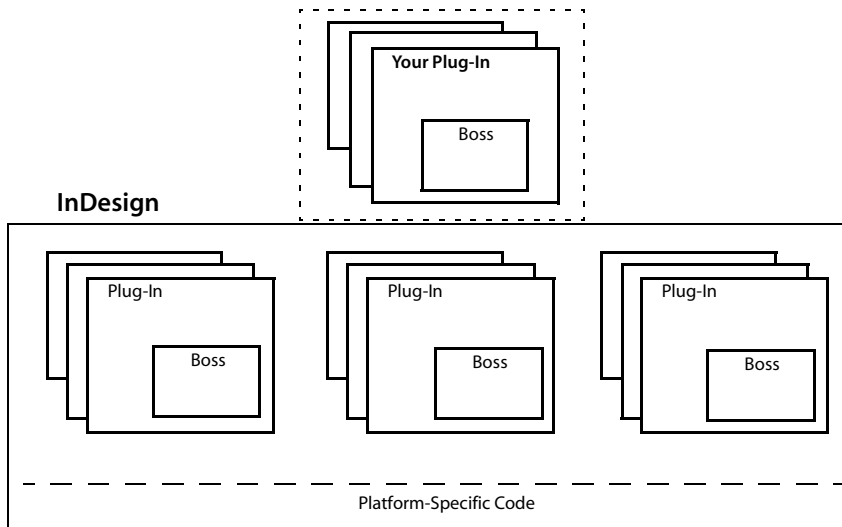 Your Plug-In
Boss
InDesign
Plug-In
Plug-In
Plug-In
Boss
Boss
Boss
Platform-Specific Code